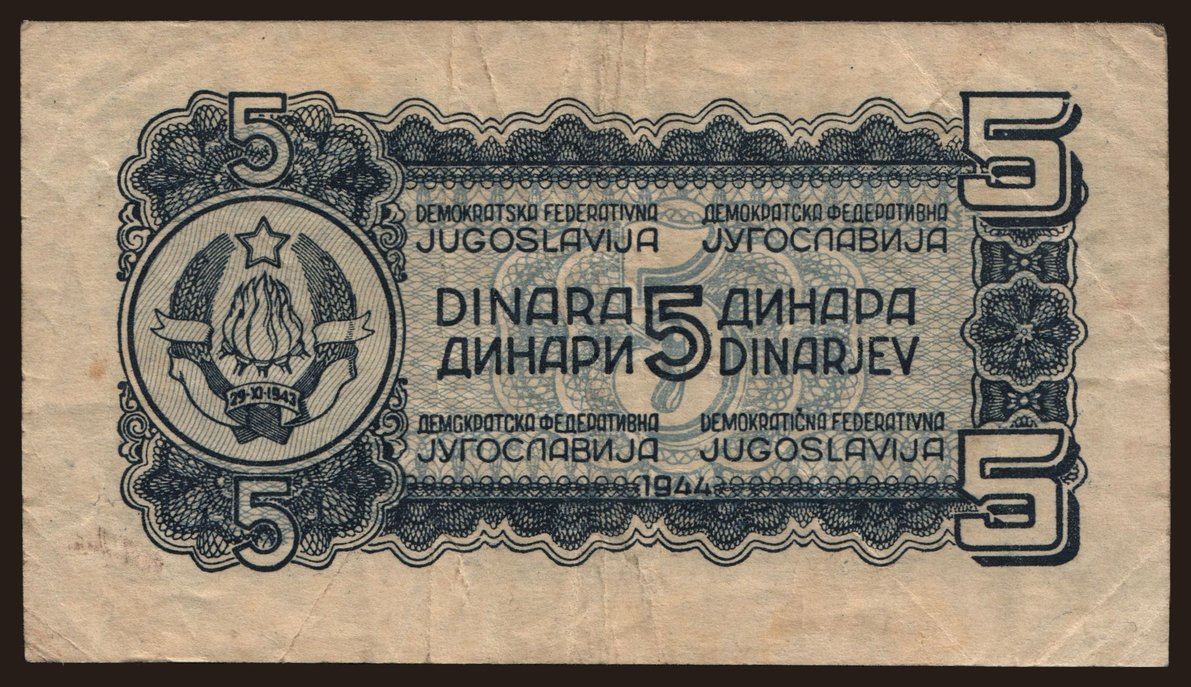 5
5
DEMOKRATSKA FEDERATIVNA
JUGOSLAVIJA
ДЕМОКРАТСКА ФЕДЕРАТИВНА
ЈУГОСЛАВИЈА
5
DINARA 5 ДИНАРА
ДИНАРИ DINARJEV
29·XI·1943
ДЕМОКРАТСКА ФЕДЕРАТИВНА
ЈУГОСЛАВИЈА
DEMOKRATIČNA FEDERATIVNA
JUGOSLAVIJA
1944
5
5